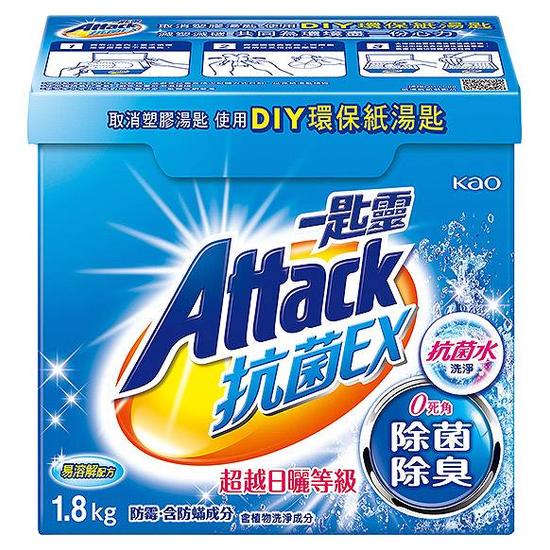 取消塑膠湯匙 使用DIY環保紙湯匙
減塑減碳 共同為環境盡一份心力
1
2
3
取消塑膠湯匙 使用DIY環保紙湯匙
Kao
一匙靈
Attack
抗菌EX
抗菌水
洗淨
0死角
除菌
除臭
超越日曬等級
易溶解配方
1.8kg
防霉·含防蟎成分
含植物洗淨成分